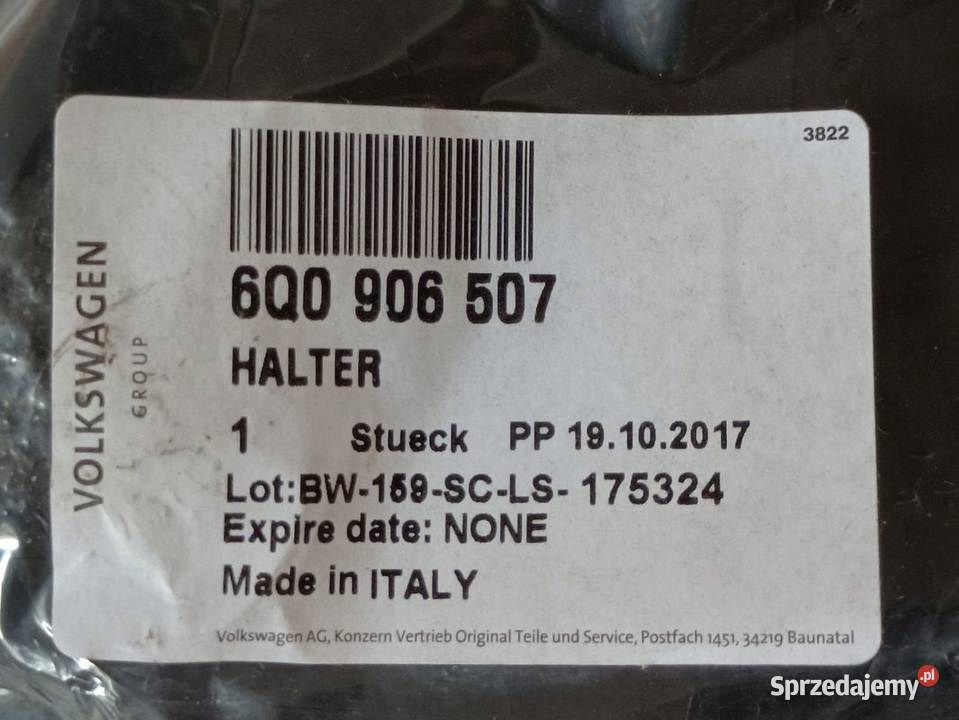 3822
VOLKSWAGEN
GROUP
6Q0 906 507
HALTER
1 Stueck PP 19.10.2017
Lot:BW-159-SC-LS- 175324
Expire date: NONE
Made in ITALY
Volkswagen AG, Konzern Vertrieb Original Teile und Service, Postfach 1451, 34219 Baunatal
Sprzedajemy.pl